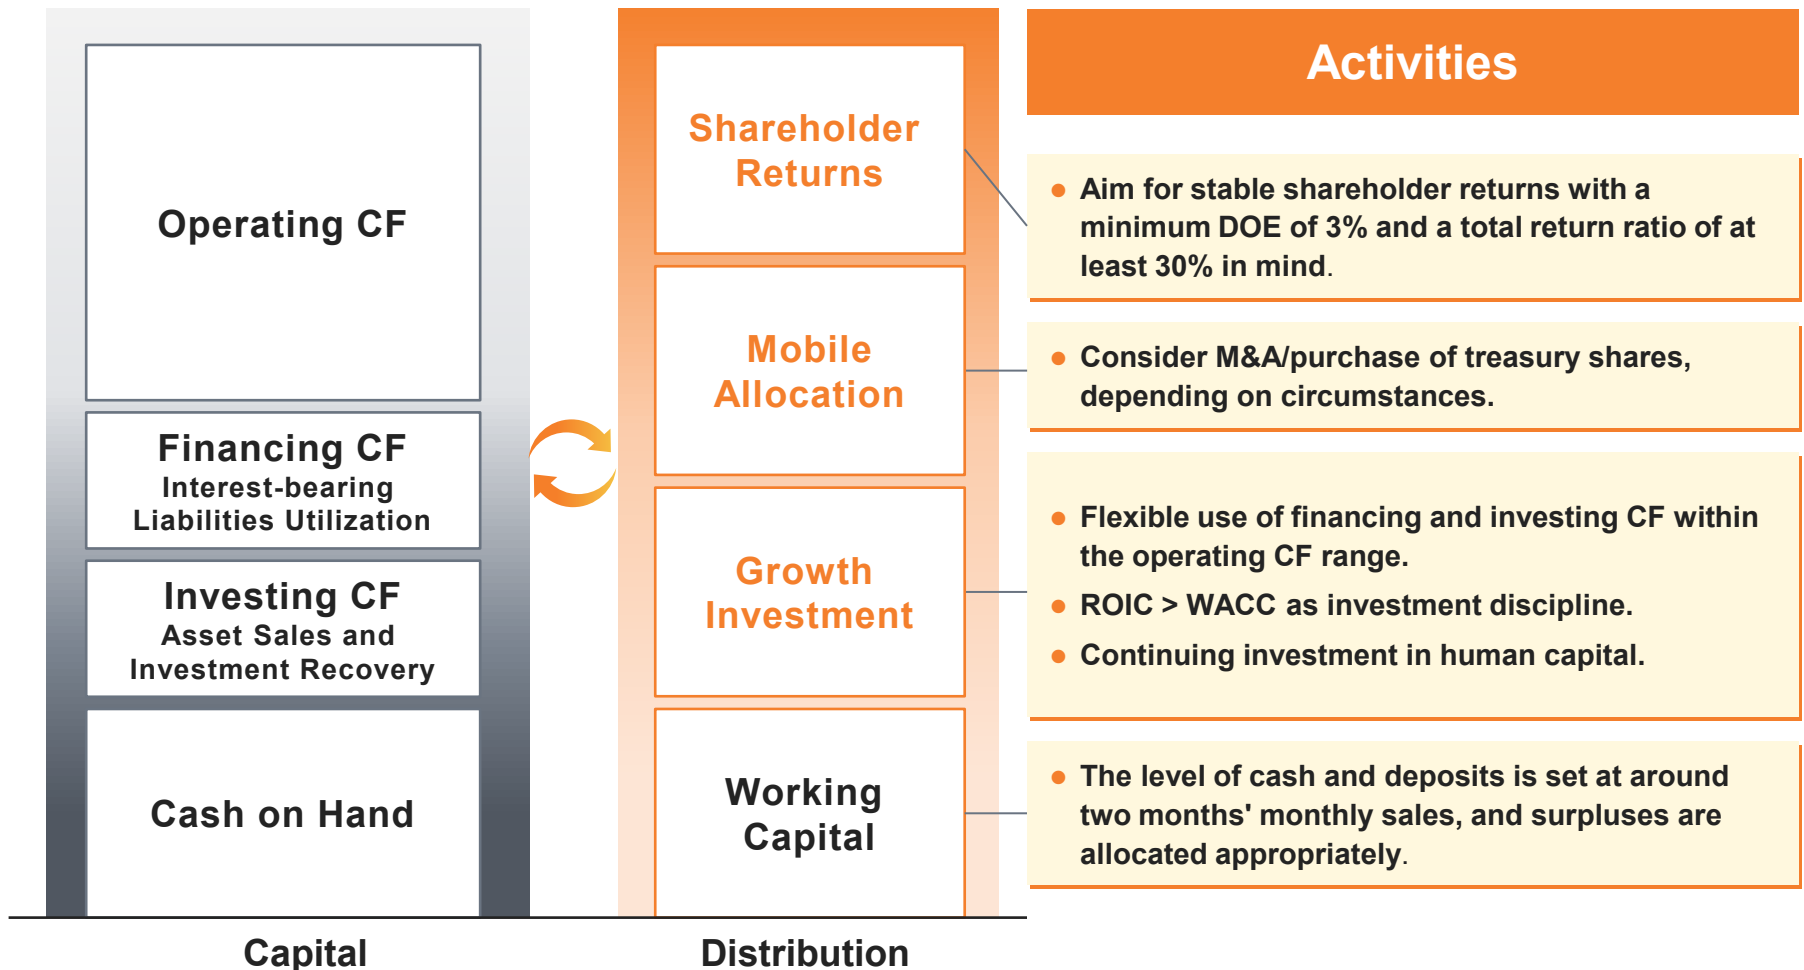 Operating CF
Financing CF
Interest-bearing
Liabilities Utilization
Investing CF
Asset Sales and
Investment Recovery
Cash on Hand
Capital
Shareholder
Returns
Mobile
Allocation
Growth
Investment
Working
Capital
Distribution
Activities
● Aim for stable shareholder returns with a
minimum DOE of 3% and a total return ratio of at
least 30% in mind.
● Consider M&A/purchase of treasury shares,
depending on circumstances.
● Flexible use of financing and investing CF within
the operating CF range.
● ROIC > WACC as investment discipline.
● Continuing investment in human capital.
● The level of cash and deposits is set at around
two months' monthly sales, and surpluses are
allocated appropriately.